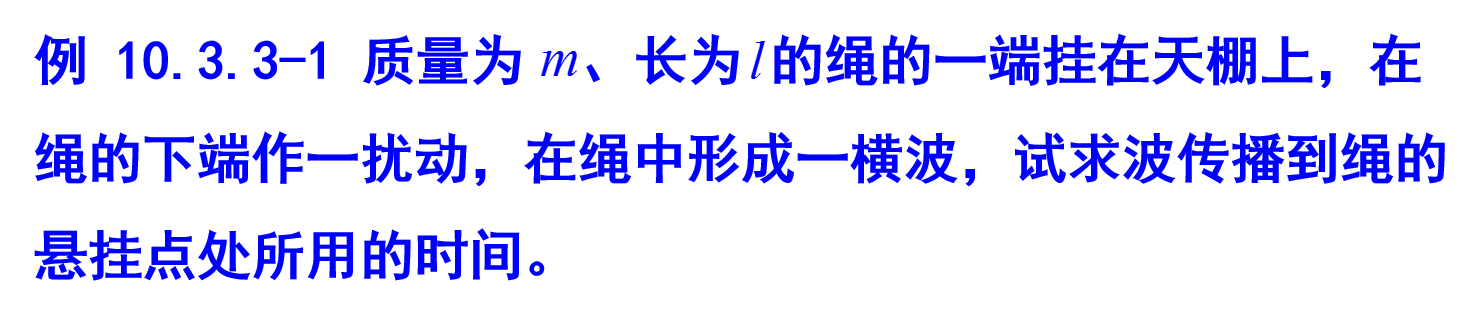 例 10.3.3-1 质量为 m、长为 l 的绳的一端挂在天棚上，在
绳的下端作一扰动，在绳中形成一横波，试求波传播到绳的
悬挂点处所用的时间。